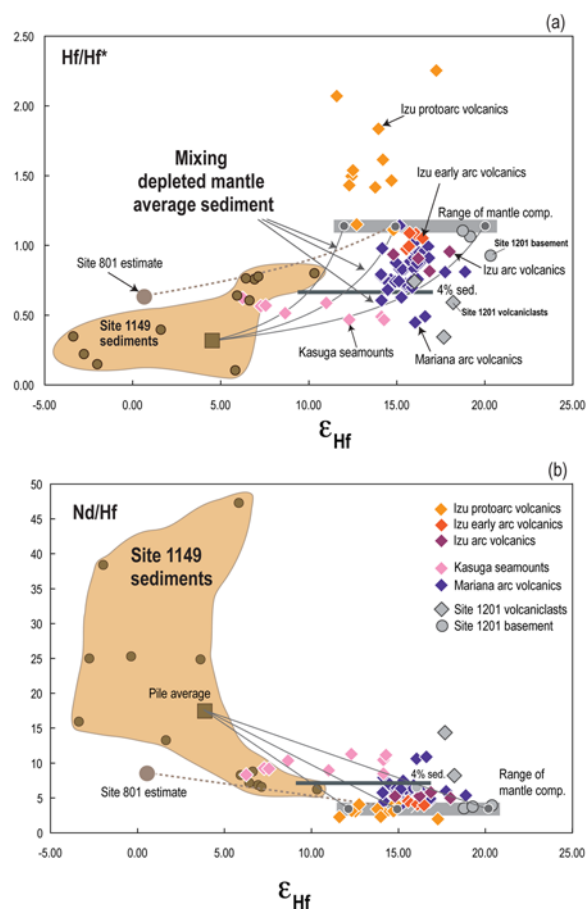 (a)
Hf/Hf*
2.50
2.00
1.50
1.00
0.50
0.00
Izu protoarc volcanics
Mixing
depleted mantle
average sediment
Izu early arc volcanics
Range of mantle comp.
Site 1201 basement
Izu arc volcanics
4% sed.
Site 1201 volcaniclasts
Site 801 estimate
Site 1149
sediments
Kasuga seamounts
Mariana arc volcanics
-5.00 0.00 5.00 10.00 15.00 20.00 25.00
εHf
(b)
Nd/Hf
50
45
40
35
30
25
20
15
10
5
0
Site 1149
sediments
Izu protoarc volcanics
Izu early arc volcanics
Izu arc volcanics
Kasuga seamounts
Mariana arc volcanics
Site 1201 volcaniclasts
Site 1201 basement
Pile average
4% sed.
Range of
mantle comp.
Site 801 estimate
-5.00 0.00 5.00 10.00 15.00 20.00 25.00
εHf